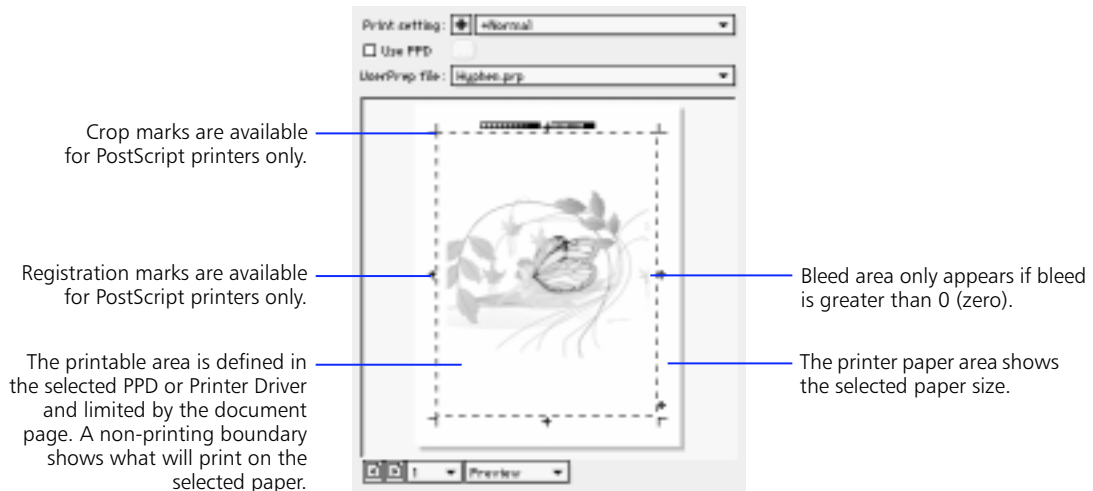 Print setting: +Normal
Use PPD
UserPrep file: Hyphen.prp
Crop marks are available
for PostScript printers only.
Registration marks are available
for PostScript printers only.
The printable area is defined in
the selected PPD or Printer Driver
and limited by the document
page. A non-printing boundary
shows what will print on the
selected paper.
Bleed area only appears if bleed
is greater than 0 (zero).
The printer paper area shows
the selected paper size.
1 Preview